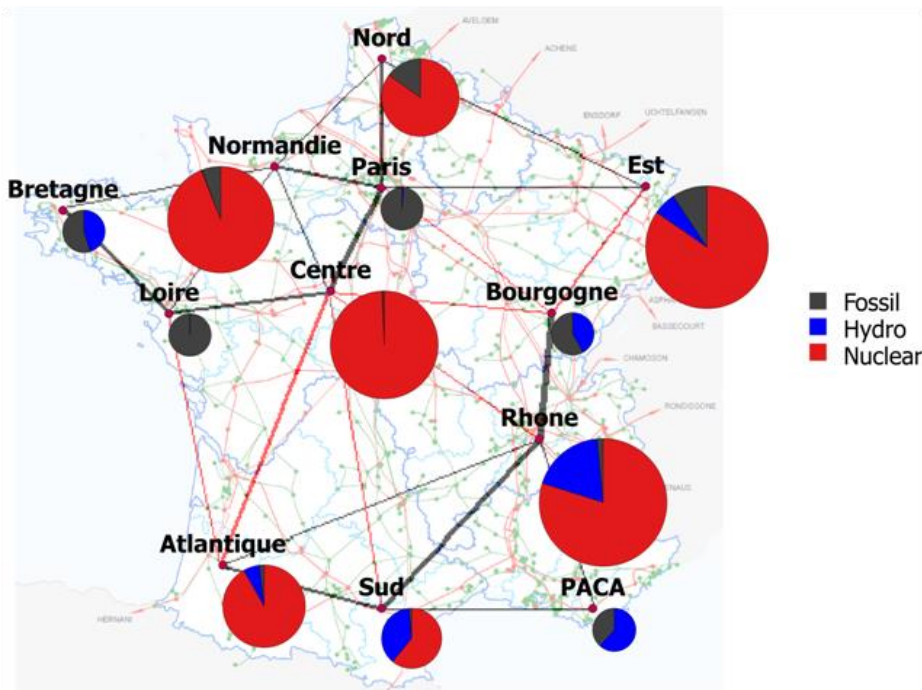 Nord
AVELGEM
ACHENE
ENSDORF
UCHTELFANGEN
Normandie
Paris
Est
Bretagne
Centre
Loire
Bourgogne
Fossil
Hydro
Nuclear
BASSECOURT
CHAMOSON
Rhone
RONDISSONE
Atlantique
Sud
PACA
HERNANI